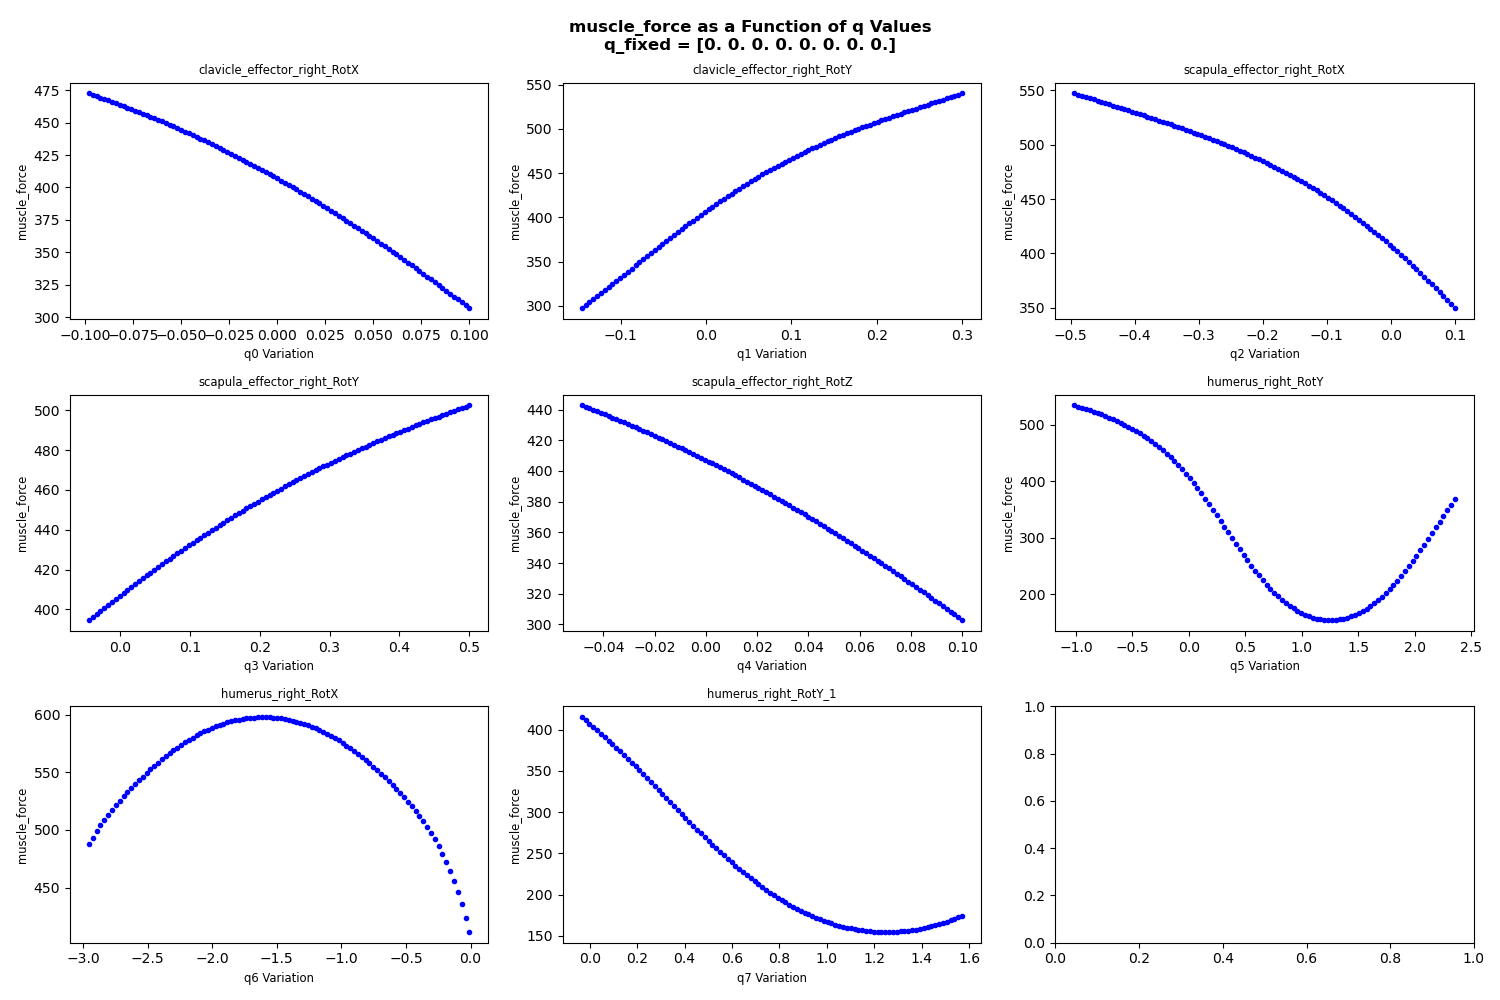 muscle_force as a Function of q Values
q_fixed = [0. 0. 0. 0. 0. 0. 0. 0.]
clavicle_effector_right_RotX
475
450
425
400
375
350
325
300
muscle_force
−0.100 −0.075 −0.050 −0.025 0.000 0.025 0.050 0.075 0.100
q0 Variation
clavicle_effector_right_RotY
550
500
450
400
350
300
muscle_force
−0.1 0.0 0.1 0.2 0.3
q1 Variation
scapula_effector_right_RotX
550
500
450
400
350
muscle_force
−0.5 −0.4 −0.3 −0.2 −0.1 0.0 0.1
q2 Variation
scapula_effector_right_RotY
500
480
460
440
420
400
muscle_force
0.0 0.1 0.2 0.3 0.4 0.5
q3 Variation
scapula_effector_right_RotZ
440
420
400
380
360
340
320
300
muscle_force
−0.04 −0.02 0.00 0.02 0.04 0.06 0.08 0.10
q4 Variation
humerus_right_RotY
500
400
300
200
muscle_force
−1.0 −0.5 0.0 0.5 1.0 1.5 2.0 2.5
q5 Variation
humerus_right_RotX
600
550
500
450
muscle_force
−3.0 −2.5 −2.0 −1.5 −1.0 −0.5 0.0
q6 Variation
humerus_right_RotY_1
400
350
300
250
200
150
muscle_force
0.0 0.2 0.4 0.6 0.8 1.0 1.2 1.4 1.6
q7 Variation
1.0
0.8
0.6
0.4
0.2
0.0
0.0 0.2 0.4 0.6 0.8 1.0